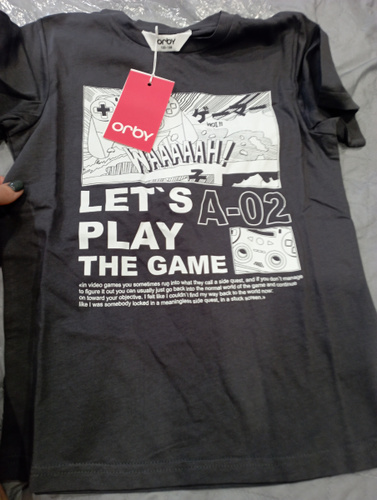 orby
orby
WAAAAAH!
LET`S
A-02
PLAY
THE GAME
«In video games you sometimes run into what they call a side quest, and if you don't manage
to figure it out you can usually just go back into the normal world of the game and continue
on toward your objective. I felt like I couldn't find my way back to the world now:
like I was somebody locked in a meaningless side quest, in a stuck screen.»